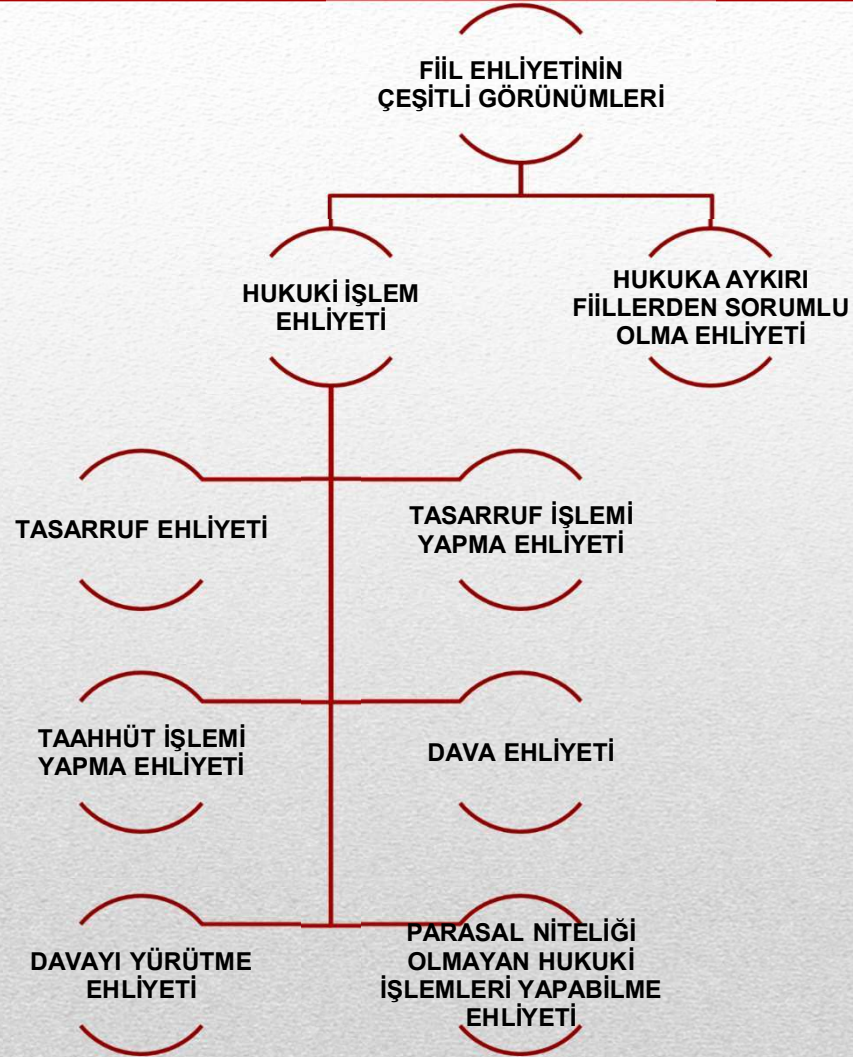 FİİL EHLİYETİNİN
ÇEŞİTLİ GÖRÜNÜMLERİ
HUKUKİ İŞLEM
EHLİYETİ
HUKUKA AYKIRI
FİİLLERDEN SORUMLU
OLMA EHLİYETİ
TASARRUF EHLİYETİ
TASARRUF İŞLEMİ
YAPMA EHLİYETİ
TAAHHÜT İŞLEMİ
YAPMA EHLİYETİ
DAVA EHLİYETİ
DAVAYI YÜRÜTME
EHLİYETİ
PARASAL NİTELİĞİ
OLMAYAN HUKUKİ
İŞLEMLERİ YAPABİLME
EHLİYETİ